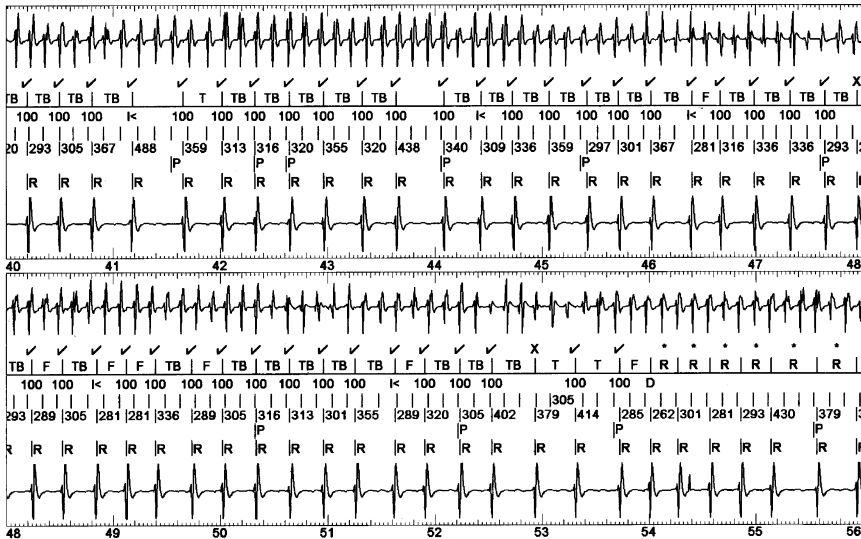 TB TB TB TB T TB TB TB TB TB TB TB TB TB TB TB TB F TB TB TB TB X
100 100 100 |< 100 100 100 100 100 100 100 100 |< 100 100 100 100 100 100 |< 100 100 100 100
20 293 305 367 488 359 313 316 320 355 320 438 340 309 336 359 297 301 367 281 316 336 336 293
P P P P P P
R R R R R R R R R R R R R R R R R R R R R R R
40 41 42 43 44 45 46 47 48
X * * * * * *
TB F TB F F TB F TB TB TB TB TB F TB TB TB T T F R R R R R R
100 100 |< 100 100 100 100 100 100 100 100 |< 100 100 100 100 100 D
305
293 289 305 281 281 336 289 305 316 313 301 355 289 320 305 402 379 414 285 262 301 281 293 430 379
P P P P
R R R R R R R R R R R R R R R R R R R R R R R R R
48 49 50 51 52 53 54 55 56